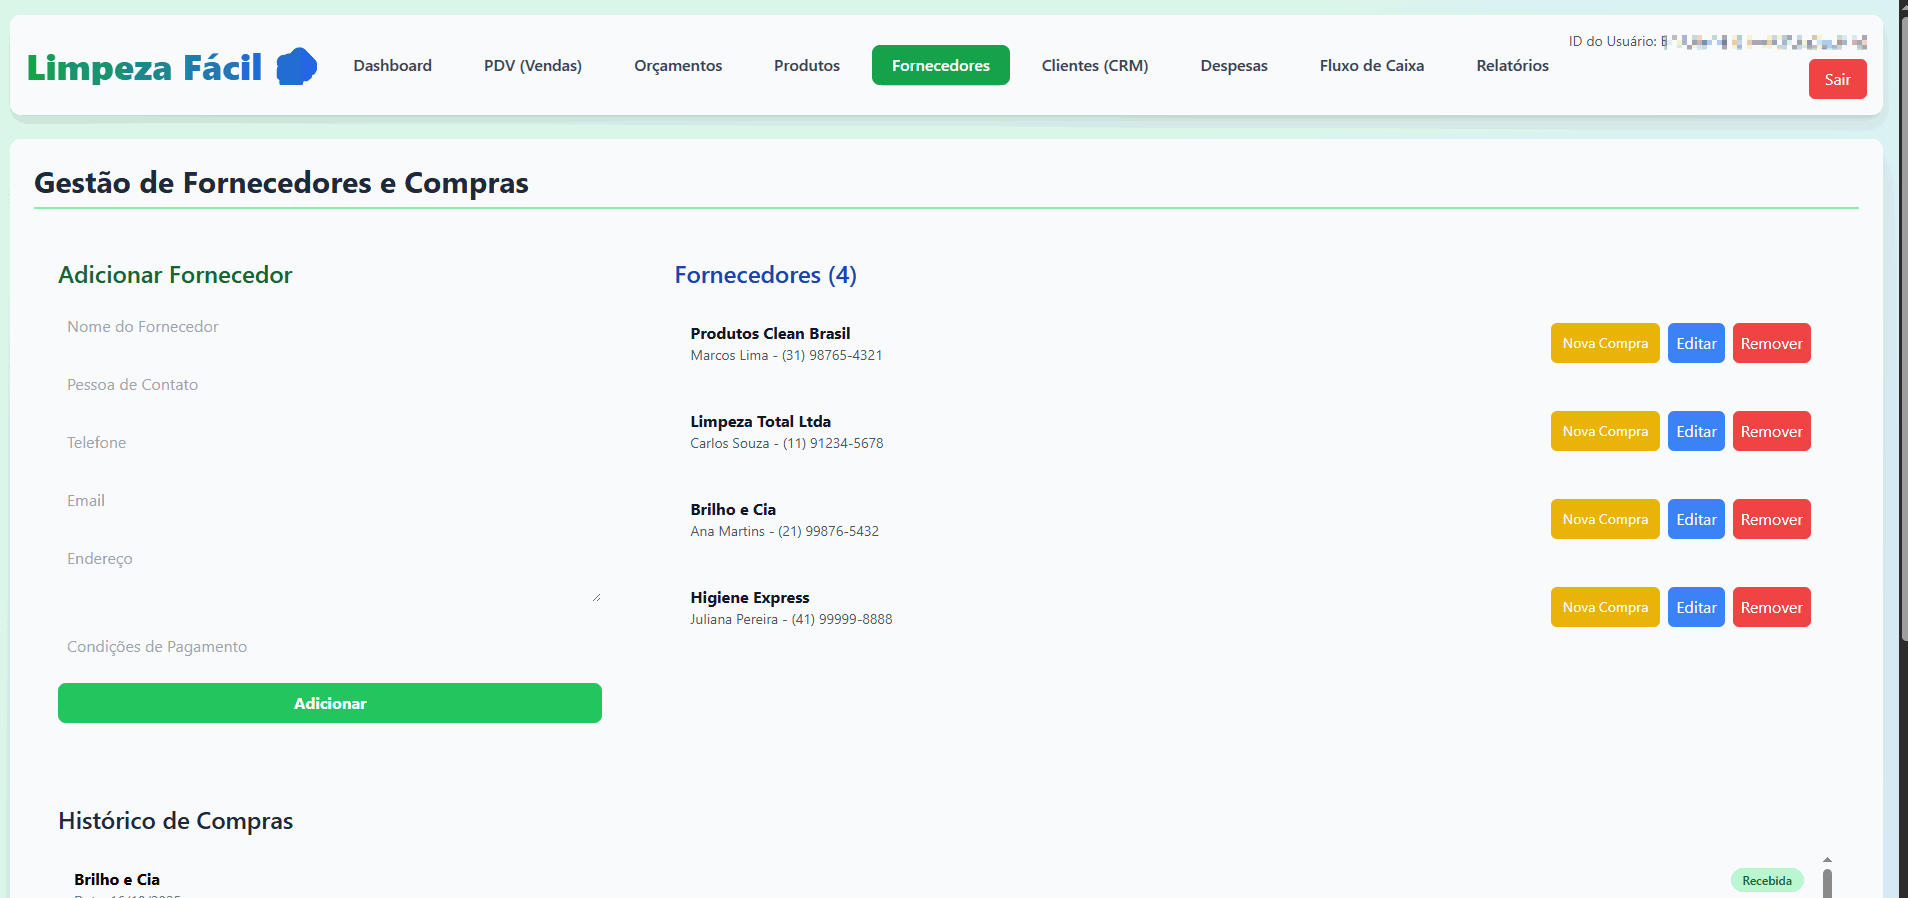 Limpeza Fácil
Dashboard
PDV (Vendas)
Orçamentos
Produtos
Fornecedores
Clientes (CRM)
Despesas
Fluxo de Caixa
Relatórios
ID do Usuário:
Sair
Gestão de Fornecedores e Compras
Adicionar Fornecedor
Nome do Fornecedor
Pessoa de Contato
Telefone
Email
Endereço
Condições de Pagamento
Adicionar
Fornecedores (4)
Produtos Clean Brasil
Marcos Lima - (31) 98765-4321
Nova Compra
Editar
Remover
Limpeza Total Ltda
Carlos Souza - (11) 91234-5678
Nova Compra
Editar
Remover
Brilho e Cia
Ana Martins - (21) 99876-5432
Nova Compra
Editar
Remover
Higiene Express
Juliana Pereira - (41) 99999-8888
Nova Compra
Editar
Remover
Histórico de Compras
Brilho e Cia
Recebida